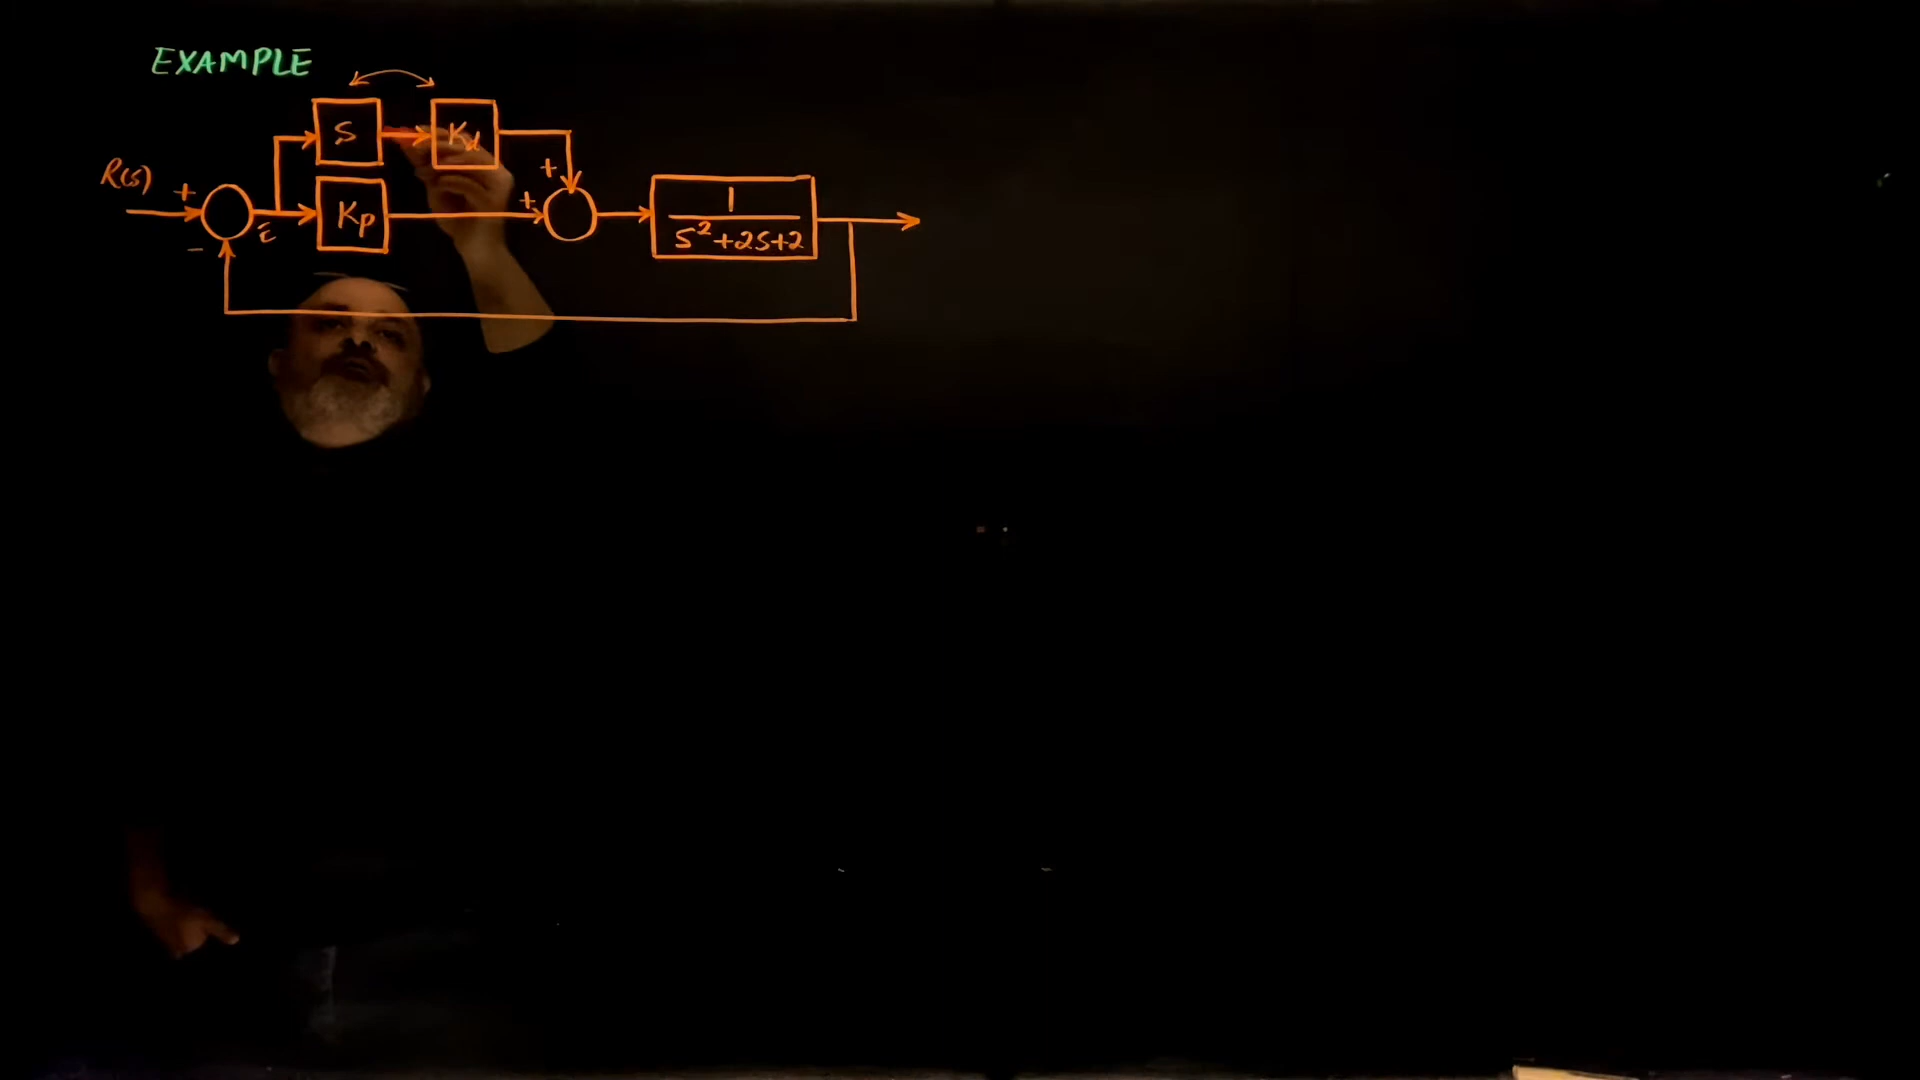 EXAMPLE
S
Kd
R(s)
+
+
+
-
E
Kp
1
s²+2s+2